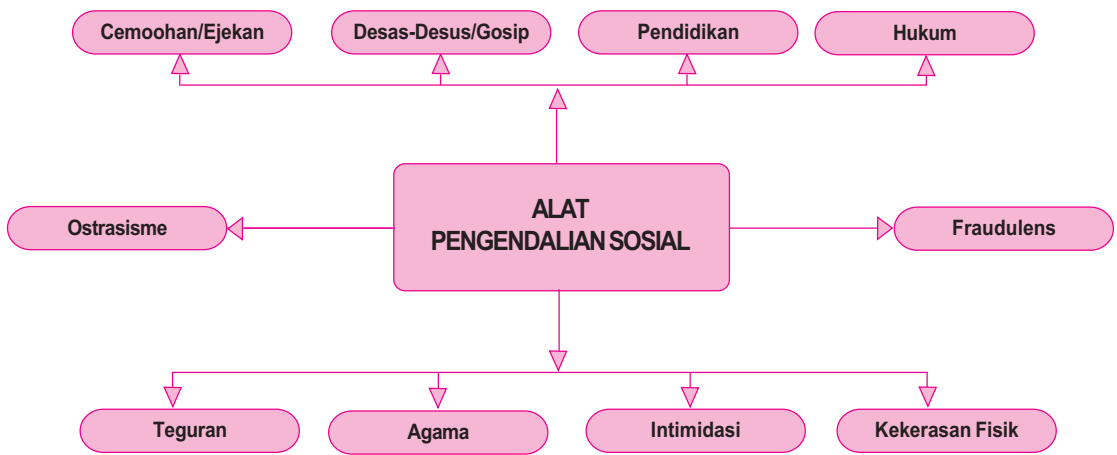 Cemoohan/Ejekan
Desas-Desus/Gosip
Pendidikan
Hukum
ALAT
PENGENDALIAN SOSIAL
Ostrasisme
Fraudulens
Teguran
Agama
Intimidasi
Kekerasan Fisik